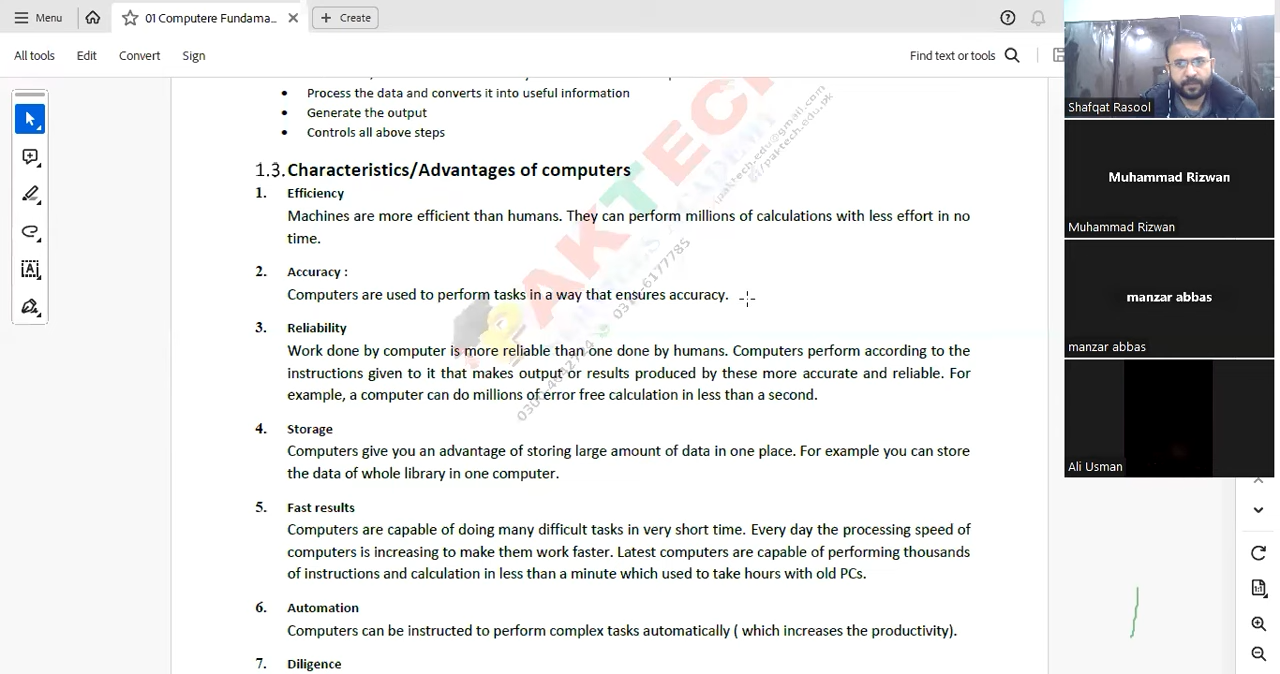 Menu
01 Computere Fundama...
Create
All tools
Edit
Convert
Sign
Find text or tools
• Process the data and converts it into useful information
• Generate the output
• Controls all above steps
1.3. Characteristics/Advantages of computers
1. Efficiency
Machines are more efficient than humans. They can perform millions of calculations with less effort in no
time.
2. Accuracy :
Computers are used to perform tasks in a way that ensures accuracy.
3. Reliability
Work done by computer is more reliable than one done by humans. Computers perform according to the
instructions given to it that makes output or results produced by these more accurate and reliable. For
example, a computer can do millions of error free calculation in less than a second.
4. Storage
Computers give you an advantage of storing large amount of data in one place. For example you can store
the data of whole library in one computer.
5. Fast results
Computers are capable of doing many difficult tasks in very short time. Every day the processing speed of
computers is increasing to make them work faster. Latest computers are capable of performing thousands
of instructions and calculation in less than a minute which used to take hours with old PCs.
6. Automation
Computers can be instructed to perform complex tasks automatically ( which increases the productivity).
7. Diligence
PAKTECH
Shafqat Rasool
Muhammad Rizwan
Muhammad Rizwan
manzar abbas
manzar abbas
Ali Usman